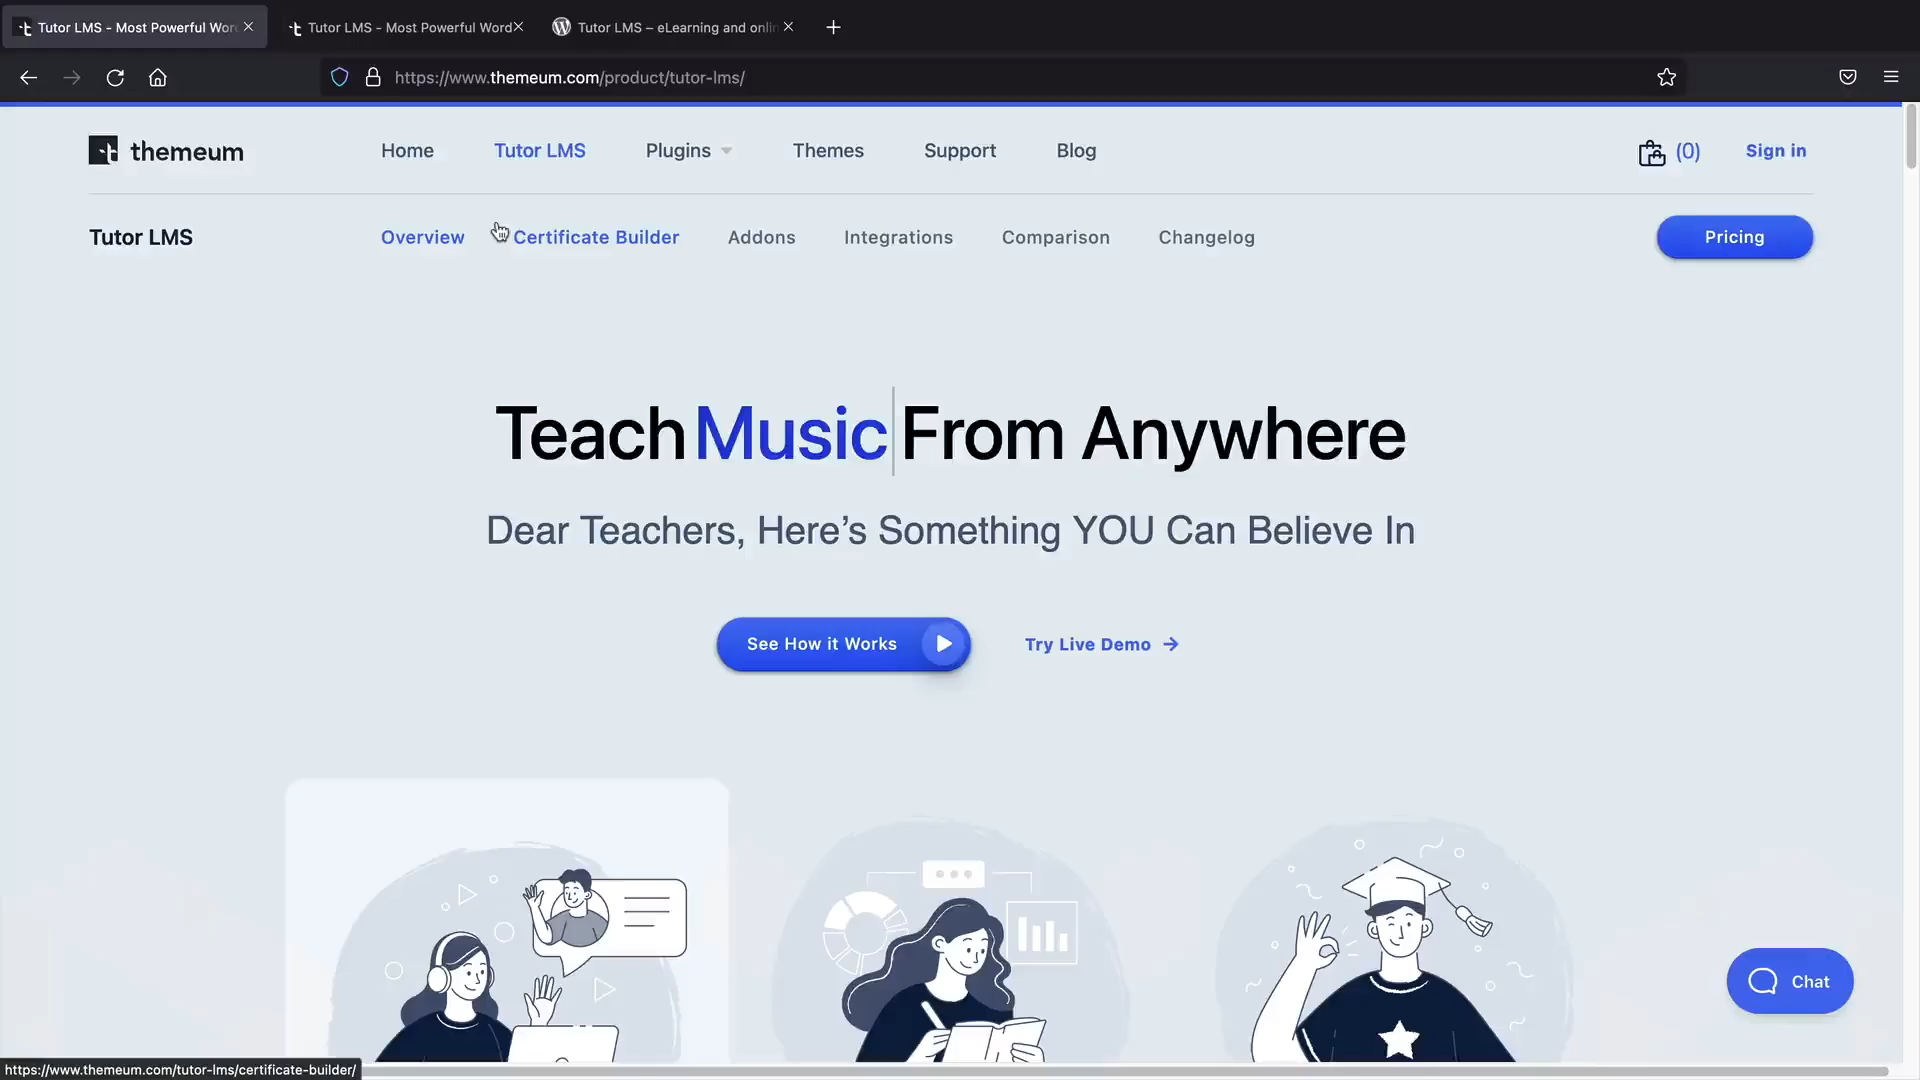 Tutor LMS - Most Powerful Wor
Tutor LMS - Most Powerful Word
Tutor LMS – eLearning and onlin
https://www.themeum.com/product/tutor-lms/
themeum
Home
Tutor LMS
Plugins
Themes
Support
Blog
(0)
Sign in
Tutor LMS
Overview
Certificate Builder
Addons
Integrations
Comparison
Changelog
Pricing
Teach Music From Anywhere
Dear Teachers, Here’s Something YOU Can Believe In
See How it Works
Try Live Demo →
Chat
https://www.themeum.com/tutor-lms/certificate-builder/